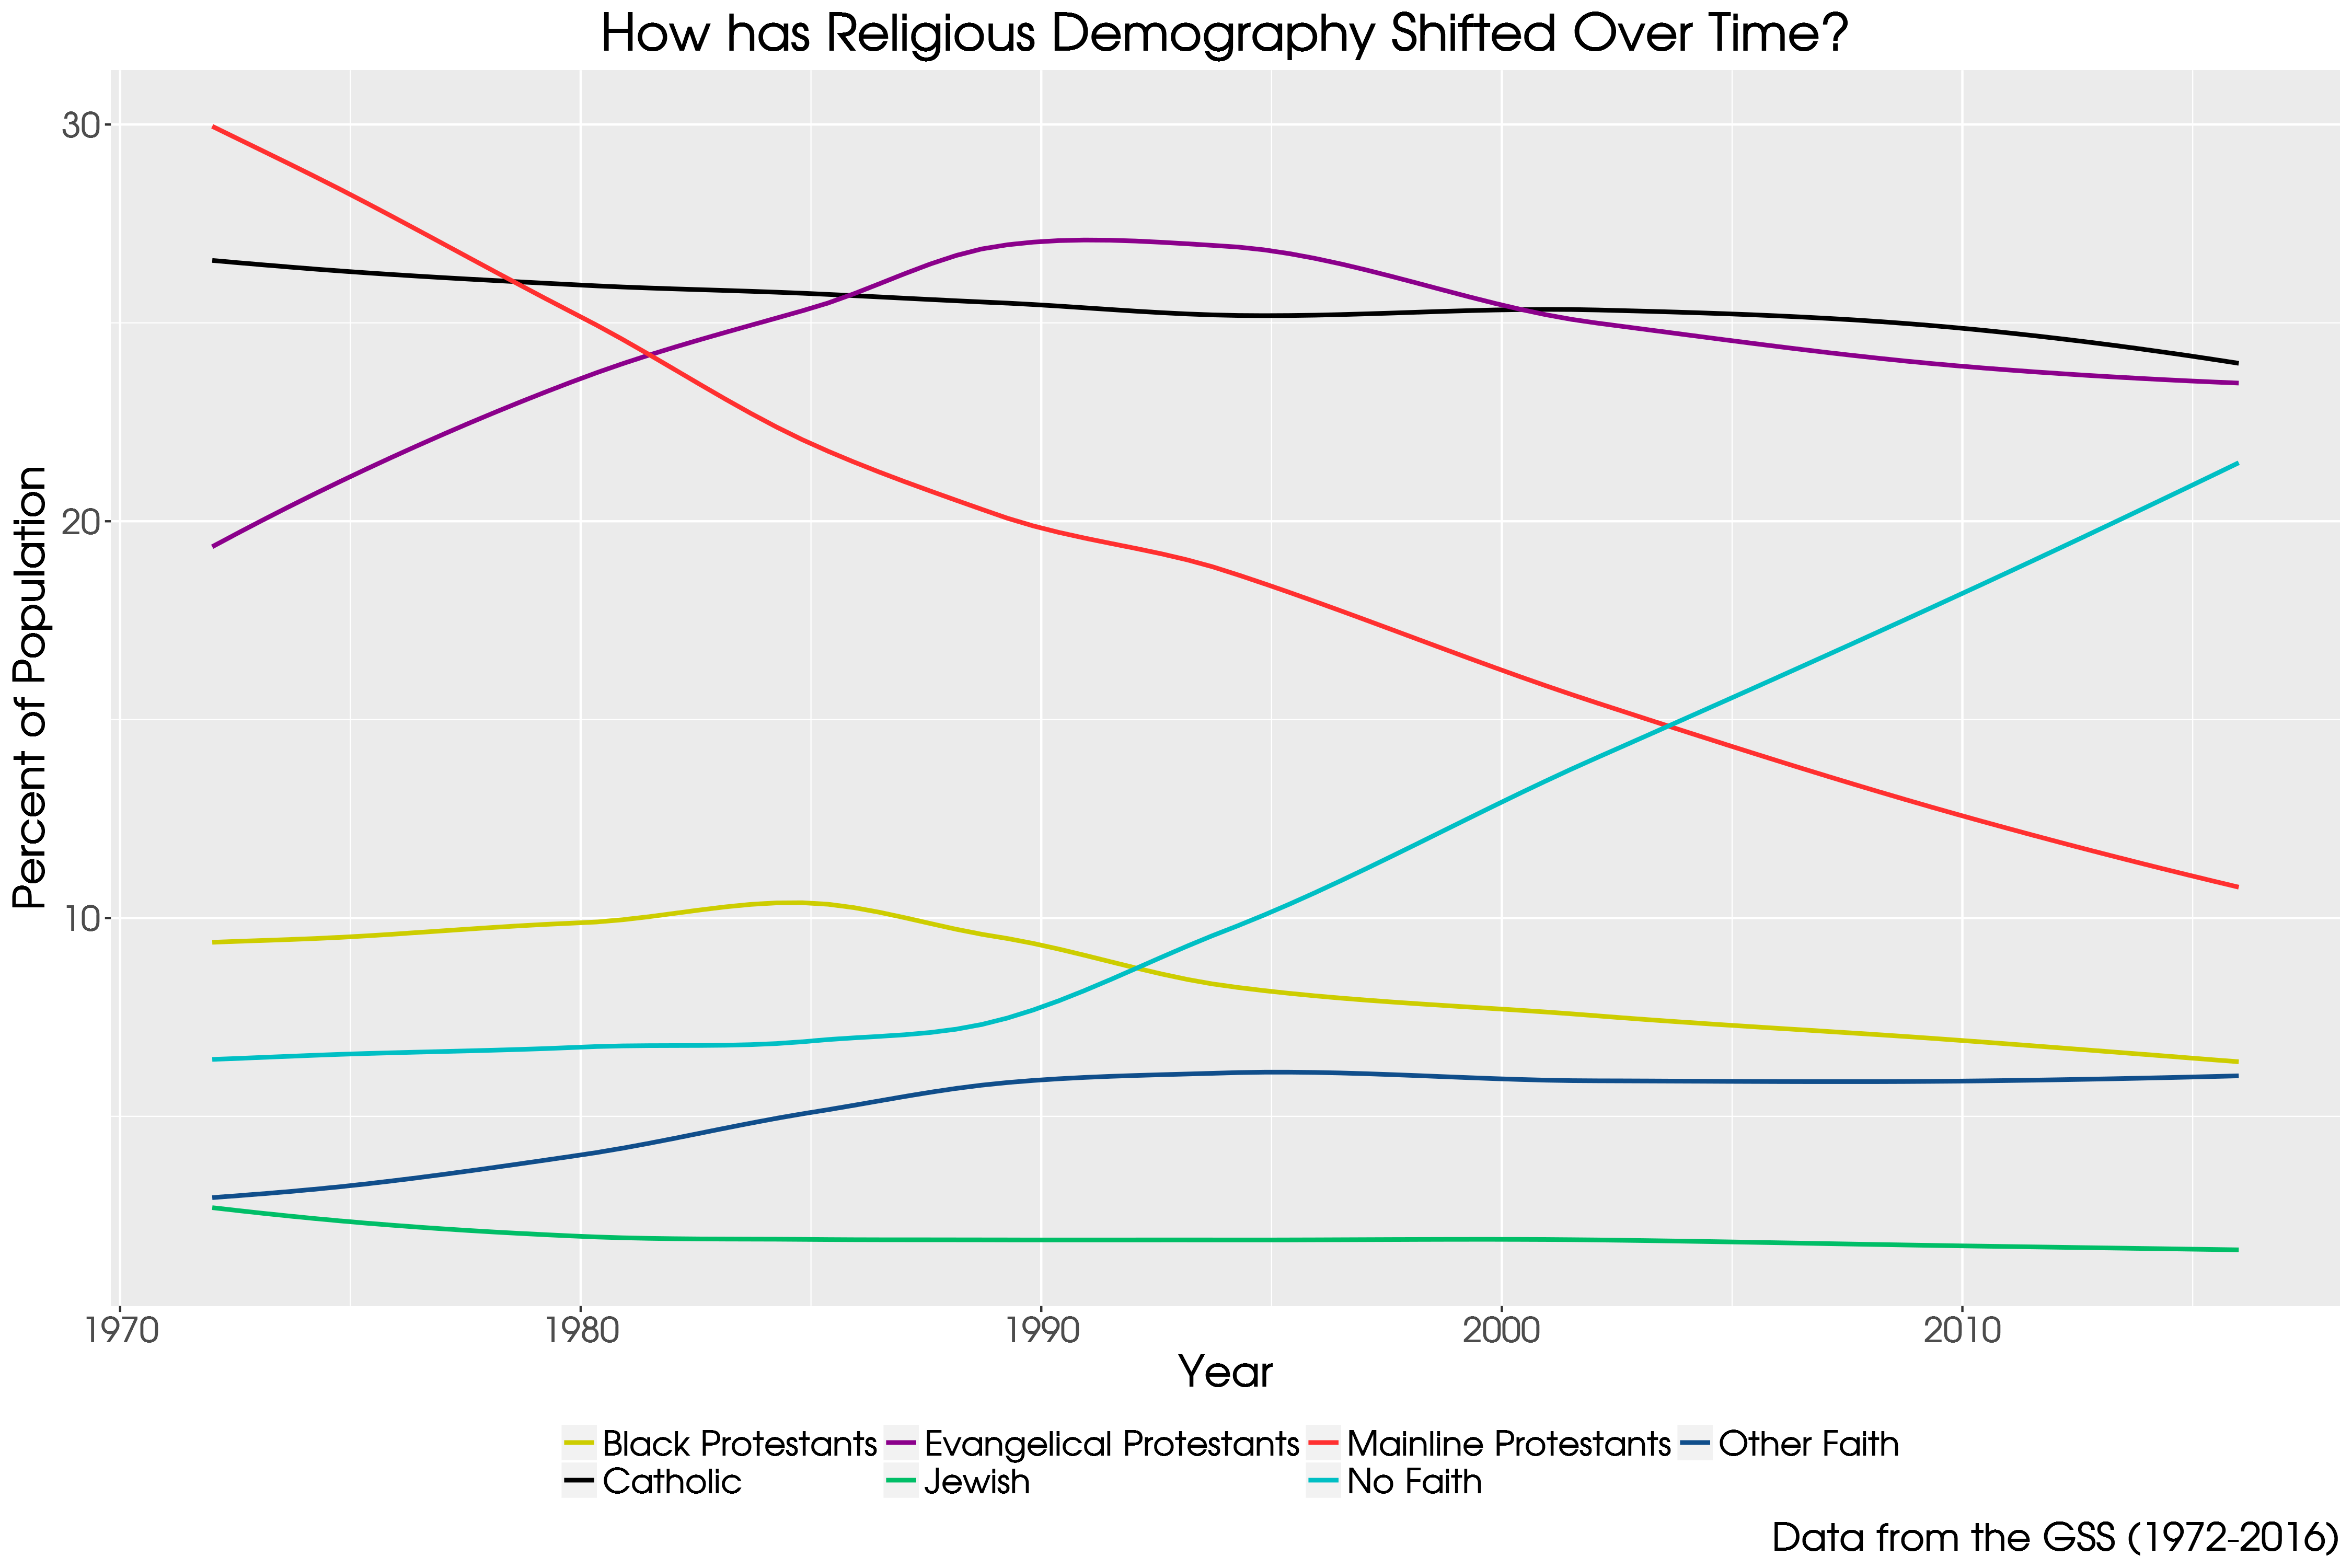 How has Religious Demography Shifted Over Time?
30
20
10
Percent of Population
1970 1980 1990 2000 2010
Year
Black Protestants Evangelical Protestants Mainline Protestants Other Faith
Catholic Jewish No Faith
Data from the GSS (1972-2016)